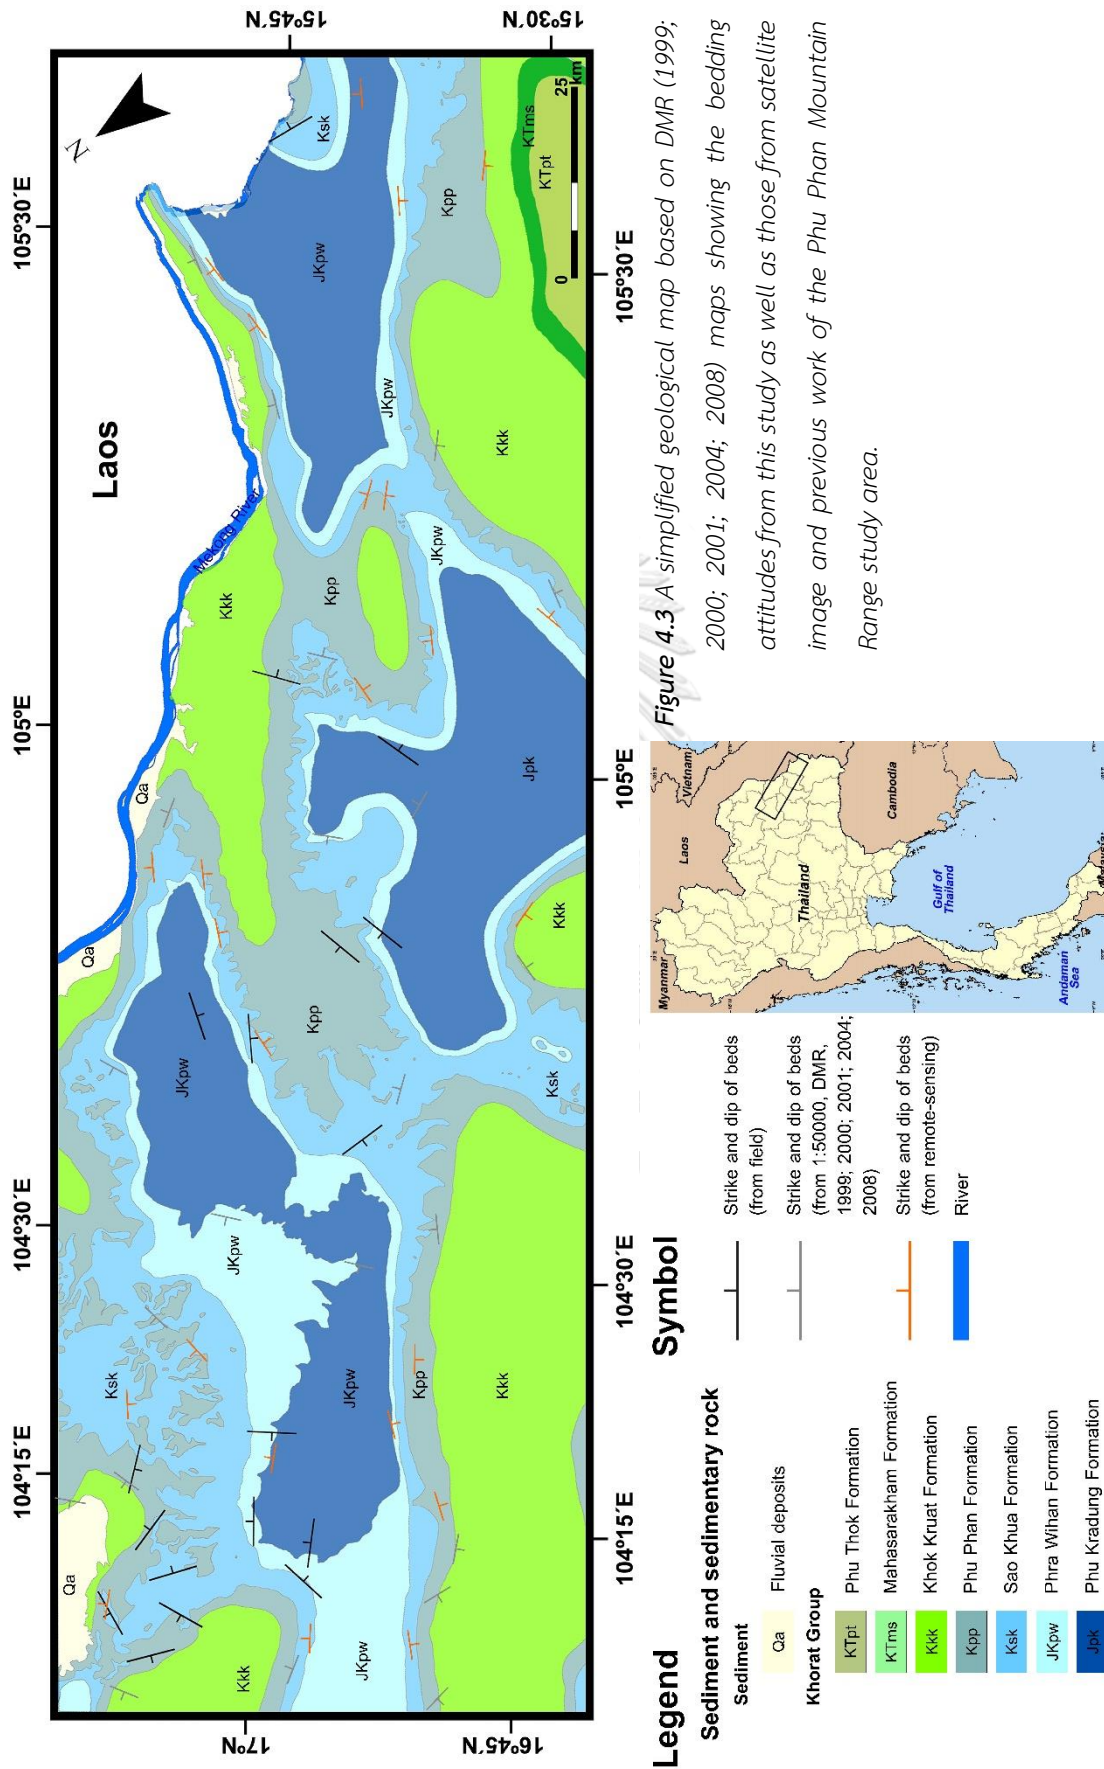 15°45´N
15°30´N
105°30´E
105°E
104°30´E
104°15´E
17°N
16°45´N
105°30´E
105°E
104°30´E
104°15´E
N
Laos
Mekong River
0
25
km
Qa
Qa
Qa
Kkk
Kkk
Kkk
Kkk
Kkk
Kpp
Kpp
Kpp
Kpp
Ksk
Ksk
Ksk
JKpw
JKpw
JKpw
JKpw
JKpw
JKpw
JKpw
Jpk
KTms
KTpt
Legend
Sediment and sedimentary rock
Sediment
Qa Fluvial deposits
Khorat Group
KTpt Phu Thok Formation
KTms Mahasarakham Formation
Kkk Khok Kruat Formation
Kpp Phu Phan Formation
Ksk Sao Khua Formation
JKpw Phra Wihan Formation
Jpk Phu Kradung Formation
Symbol
Strike and dip of beds
(from field)
Strike and dip of beds
(from 1:50000, DMR,
1999; 2000; 2001; 2004;
2008)
Strike and dip of beds
(from remote-sensing)
River
Myanmar
Laos
Vietnam
Thailand
Cambodia
Gulf of
Thailand
Andaman
Sea
Malaysia
Figure 4.3 A simplified geological map based on DMR (1999;
2000; 2001; 2004; 2008) maps showing the bedding
attitudes from this study as well as those from satellite
image and previous work of the Phu Phan Mountain
Range study area.